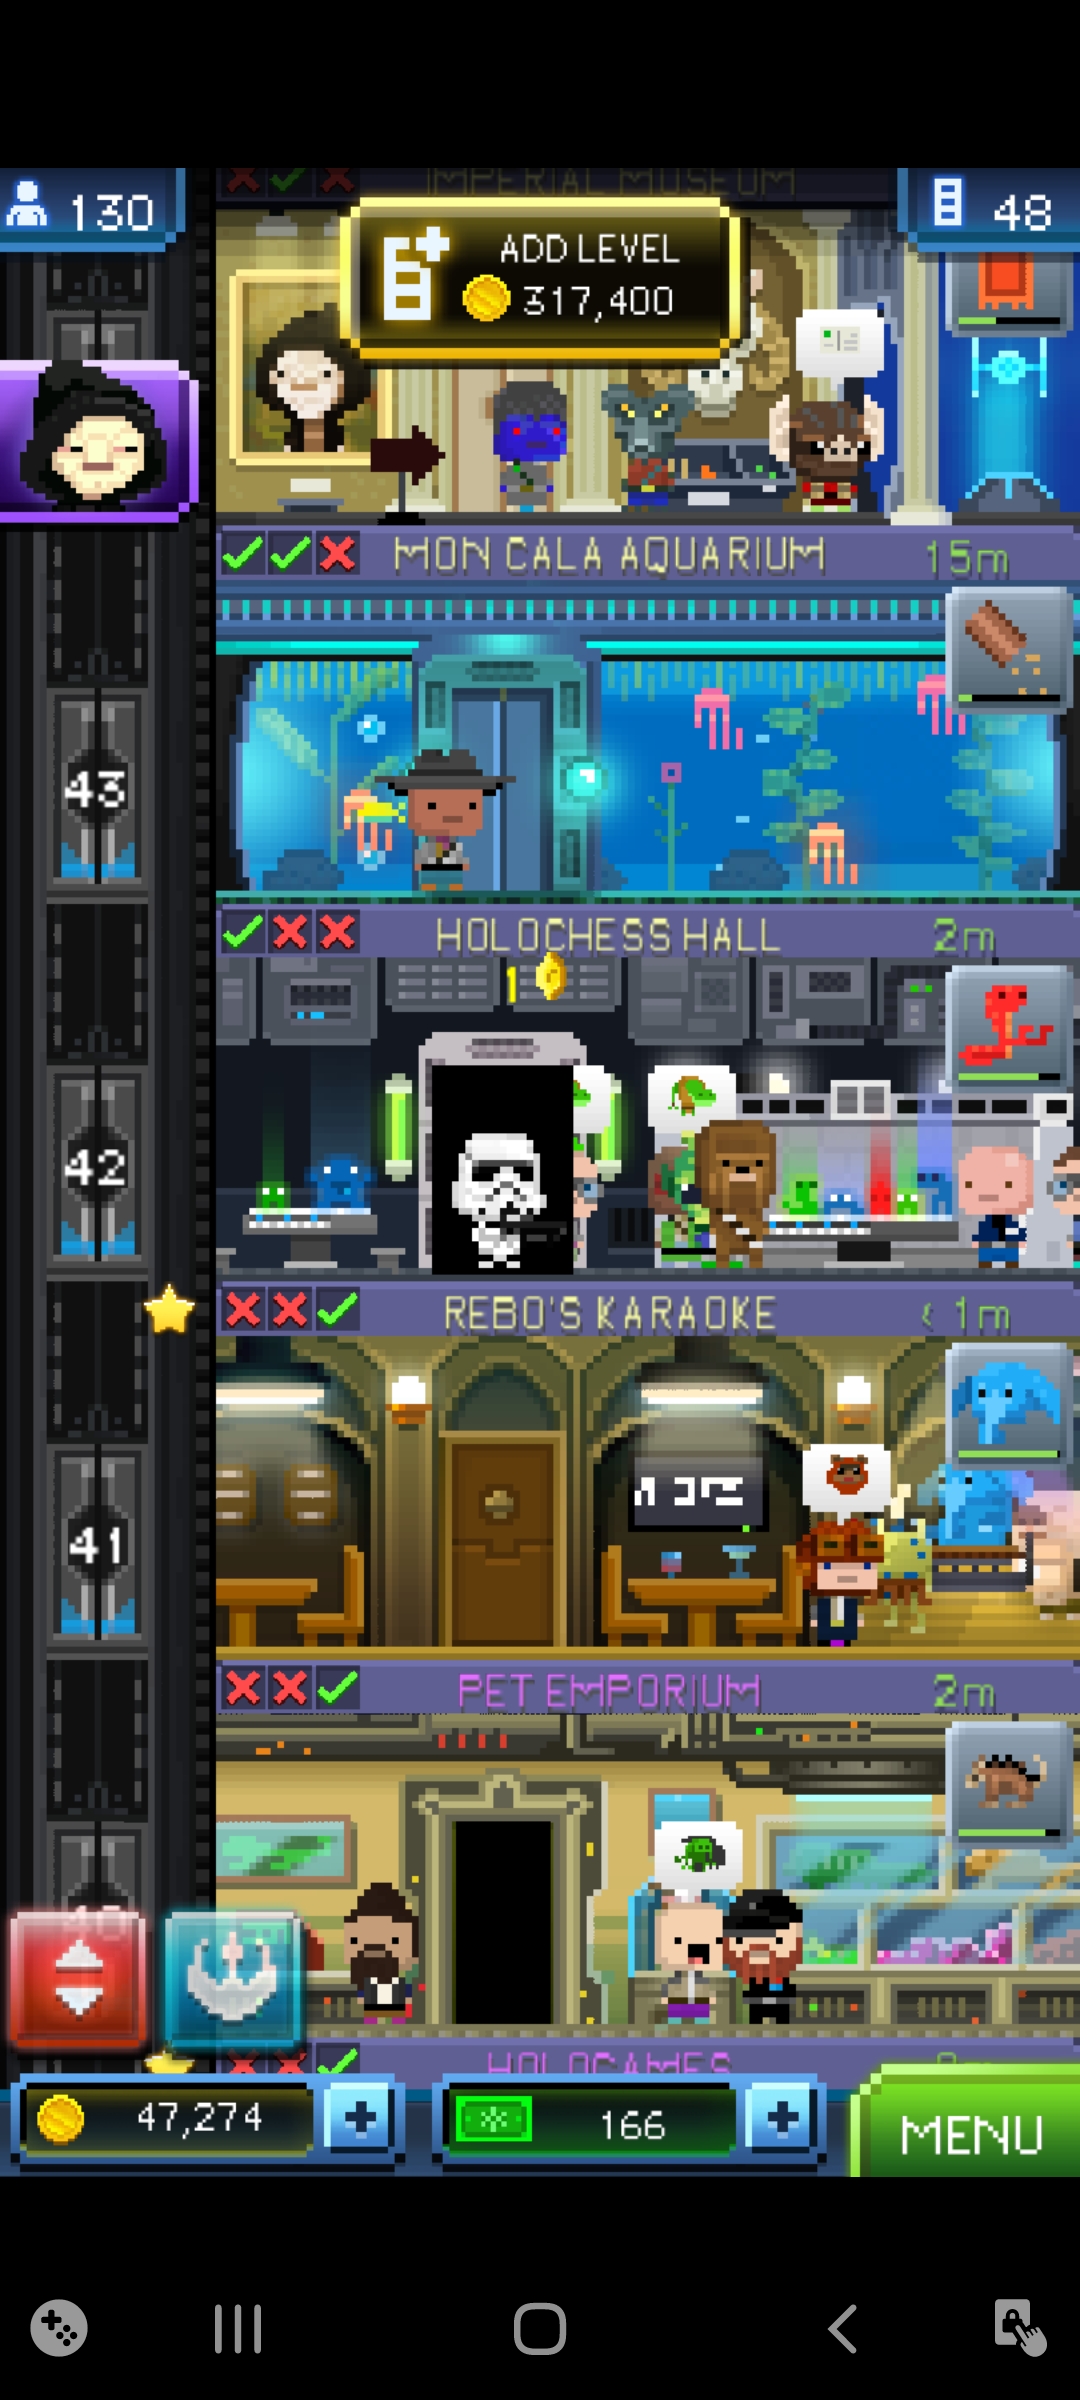 IMPERIAL MUSEUM
130
48
ADD LEVEL
317,400
MON CALA AQUARIUM 15m
43
HOLOCHESS HALL 2m
1
42
REBO'S KARAOKE < 1m
41
PET EMPORIUM 2m
40
HOLOGAMES
47,274
166
MENU